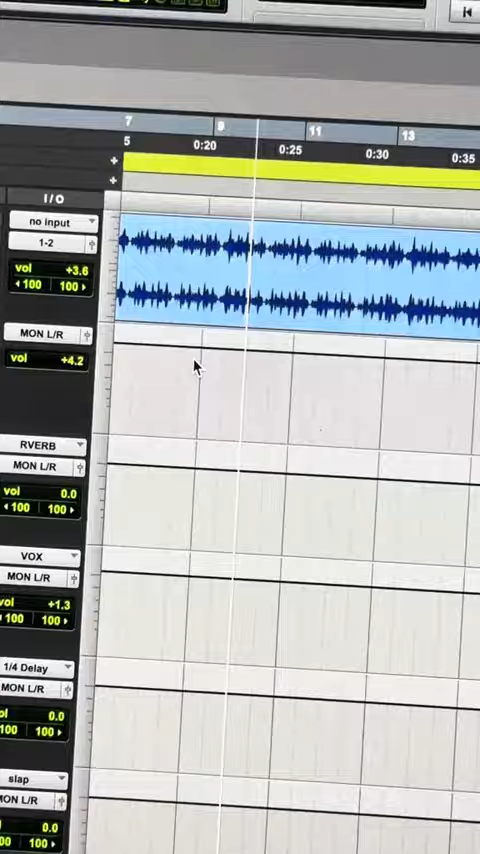 7 9 11 13
5 0:20 0:25 0:30 0:35
I/O
no input
1-2
vol +3.6
100 100
MON L/R
vol +4.2
RVERB
MON L/R
vol 0.0
100 100
VOX
MON L/R
vol +1.3
100 100
1/4 Delay
MON L/R
ol 0.0
100 100
slap
MON L/R
0.0
00 100